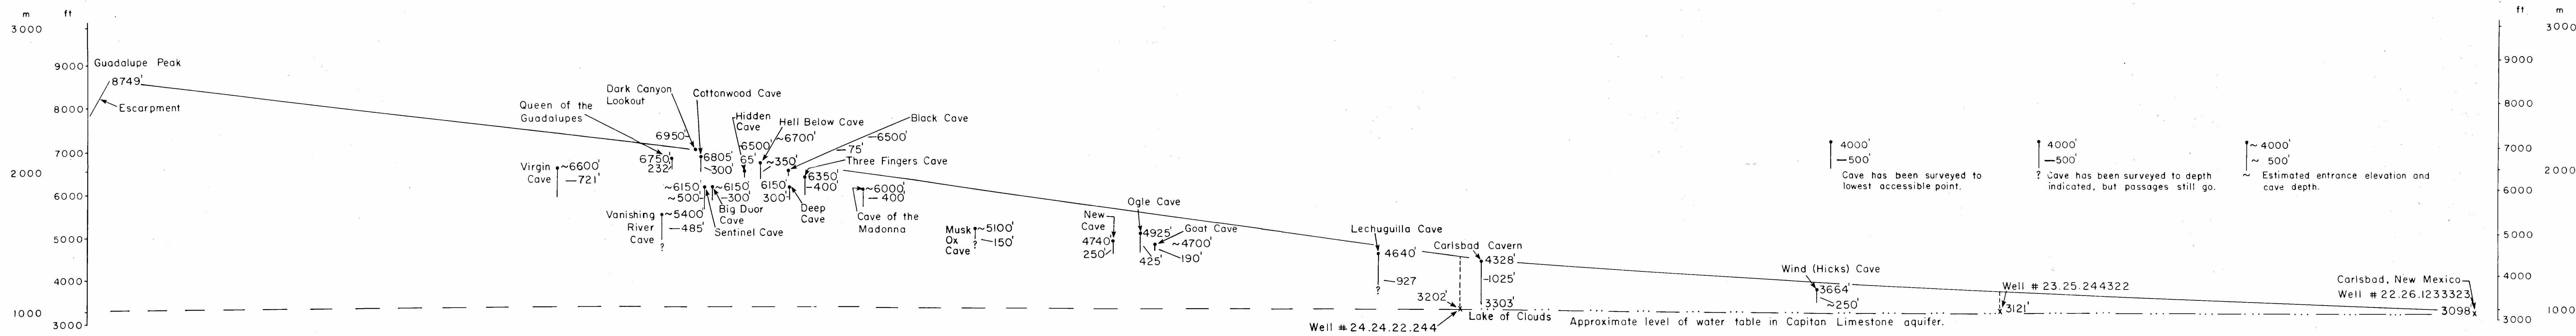 m ft
3000
9000
8000
7000
2000
6000
5000
4000
1000
3000
Guadalupe Peak
8749'
Escarpment
Queen of the
Guadalupes
Dark Canyon
Lookout
6950'
Cottonwood Cave
6750'
232'
6805'
~300'
Virgin
Cave
~6600'
—721'
Hidden
Cave
6500'
65'
Hell Below Cave
~6700'
~350'
Black Cave
—6500'
—75'
Three Fingers Cave
6350'
-400'
~6150'
~500'
~6150'
-300'
Big Door
Cave
Sentinel Cave
6150'
300'
Deep
Cave
Vanishing
River
Cave
~5400'
—485'
?
~6000'
— 400'
Cave of the
Madonna
Musk
Ox
Cave
~5100'
? —150'
New
Cave
4740'
250'
Ogle Cave
4925'
425'
Goat Cave
~4700'
190'
Lechuguilla Cave
4640'
—927
?
Carlsbad Cavern
4328'
-1025'
3303'
3202'
Lake of Clouds
Well #24.24.22.244
Approximate level of water table in Capitan Limestone aquifer.
Wind (Hicks) Cave
3664'
~250'
Well # 23.25.244322
3121'
Carlsbad, New Mexico
Well # 22.26.1233323
3098'
4000'
—500'
Cave has been surveyed to
lowest accessible point.
4000'
—500'
? Cave has been surveyed to depth
indicated, but passages still go.
~ 4000'
~ 500'
~ Estimated entrance elevation and
cave depth.
ft m
3000
9000
8000
7000
2000
6000
5000
4000
1000
3000